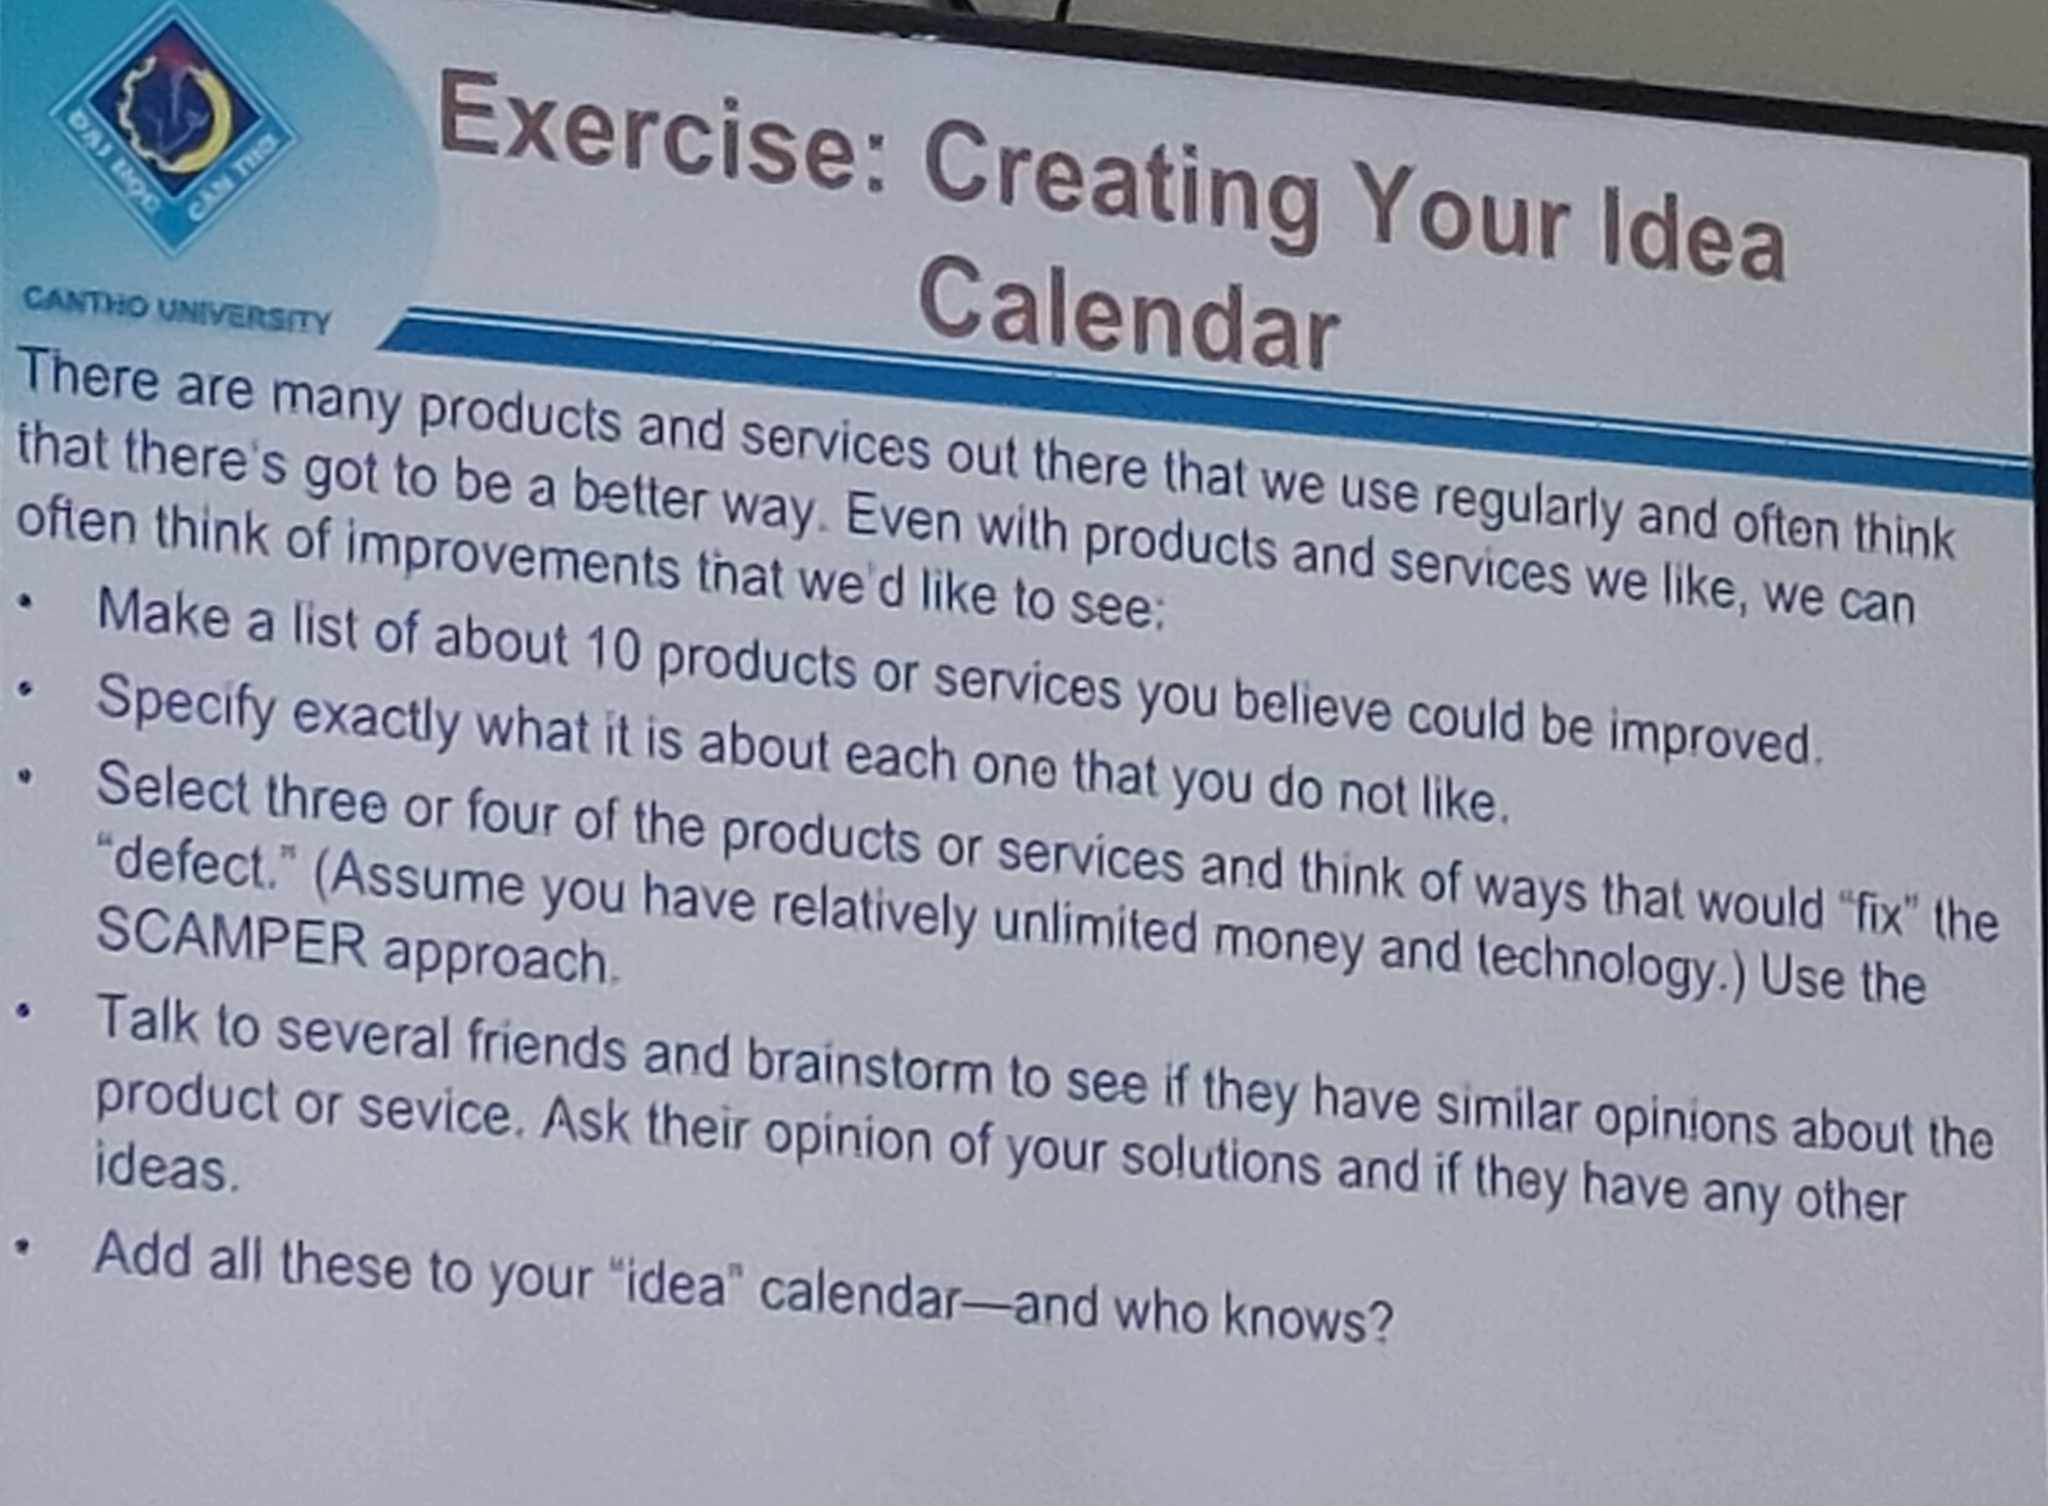 ĐẠI HỌC
CẦN THƠ
CANTHO UNIVERSITY
Exercise: Creating Your Idea
Calendar
There are many products and services out there that we use regularly and often think
that there's got to be a better way. Even with products and services we like, we can
often think of improvements that we'd like to see:
• Make a list of about 10 products or services you believe could be improved.
• Specify exactly what it is about each one that you do not like.
• Select three or four of the products or services and think of ways that would “fix” the
“defect.” (Assume you have relatively unlimited money and technology.) Use the
SCAMPER approach.
• Talk to several friends and brainstorm to see if they have similar opinions about the
product or sevice. Ask their opinion of your solutions and if they have any other
ideas.
• Add all these to your “idea” calendar—and who knows?